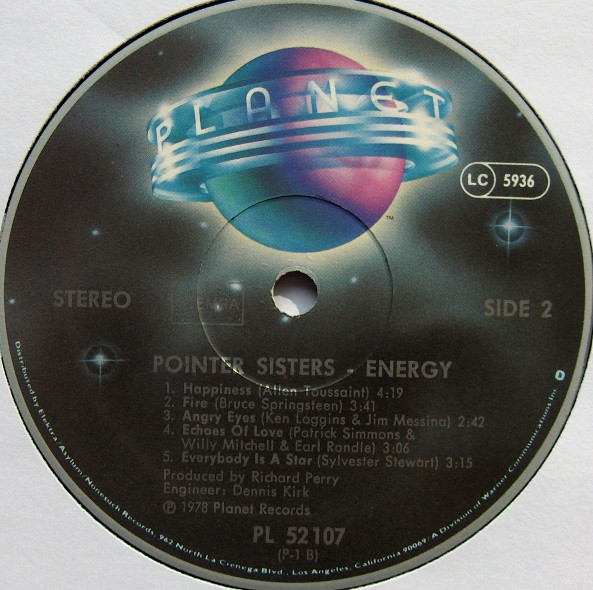 PLANET
TM
LC 5936
STEREO
SIDE 2
POINTER SISTERS - ENERGY
1. Happiness (Allen Toussaint) 4:19
2. Fire (Bruce Springsteen) 3:41
3. Angry Eyes (Ken Loggins & Jim Messina) 2:42
4. Echoes Of Love (Patrick Simmons &
Willy Mitchell & Earl Randle) 3:06
5. Everybody Is A Star (Sylvester Stewart) 3:15
Produced by Richard Perry
Engineer: Dennis Kirk
℗ 1978 Planet Records
PL 52107
(P-1 B)
Distributed by Elektra/Asylum/Nonesuch Records, 962 North La Cienega Blvd., Los Angeles, California 90069/A Division of Warner Communications Inc.